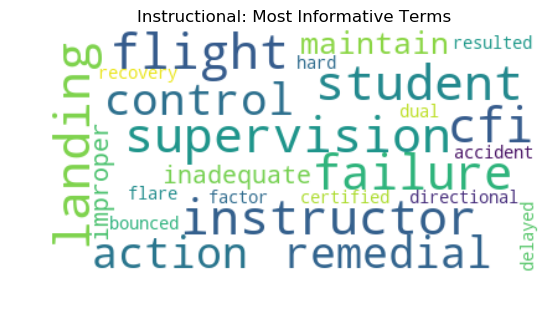 Instructional: Most Informative Terms
flight
maintain
resulted
recovery
hard
student
landing
control
dual
cfi
supervision
accident
improper
inadequate
failure
flare
factor
certified
directional
bounced
instructor
delayed
action
remedial